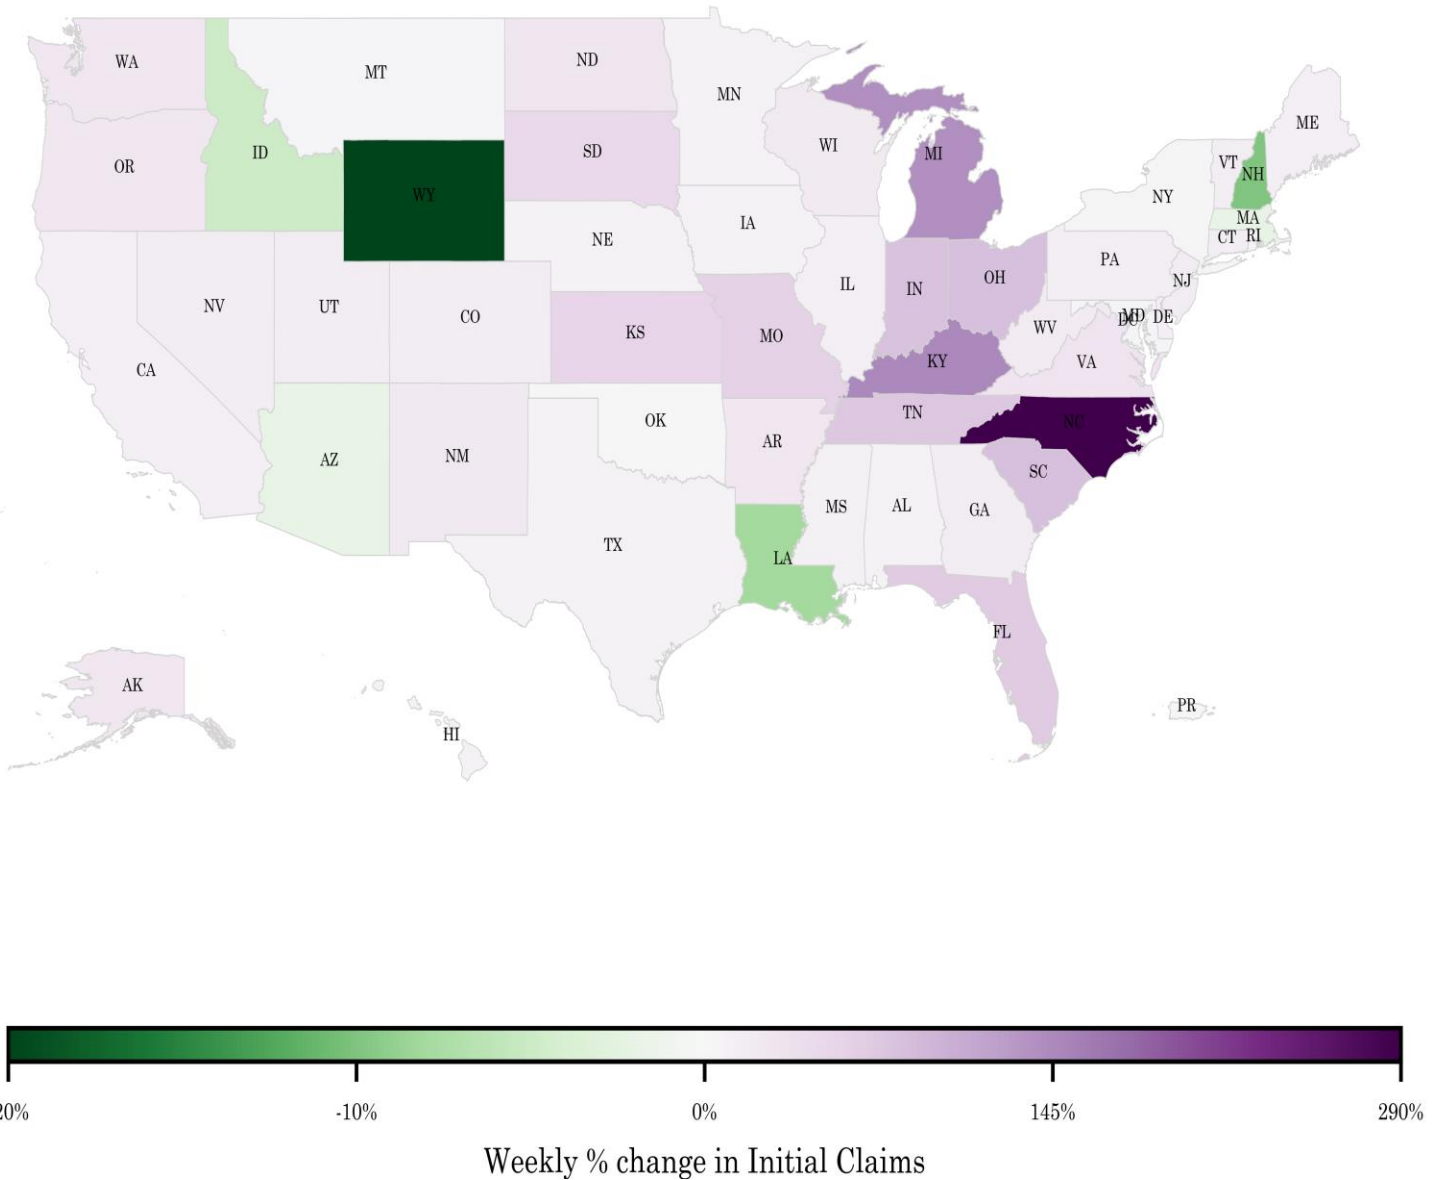 WA
MT
ND
MN
OR
ID
WY
SD
WI
MI
ME
VT
NH
NY
MA
CT
RI
NE
IA
PA
NV
UT
CO
IL
IN
OH
NJ
KS
MO
WV
DC
MD
DE
CA
KY
VA
AZ
NM
OK
AR
TN
NC
SC
TX
LA
MS
AL
GA
FL
AK
HI
PR
20%
-10%
0%
145%
290%
Weekly % change in Initial Claims